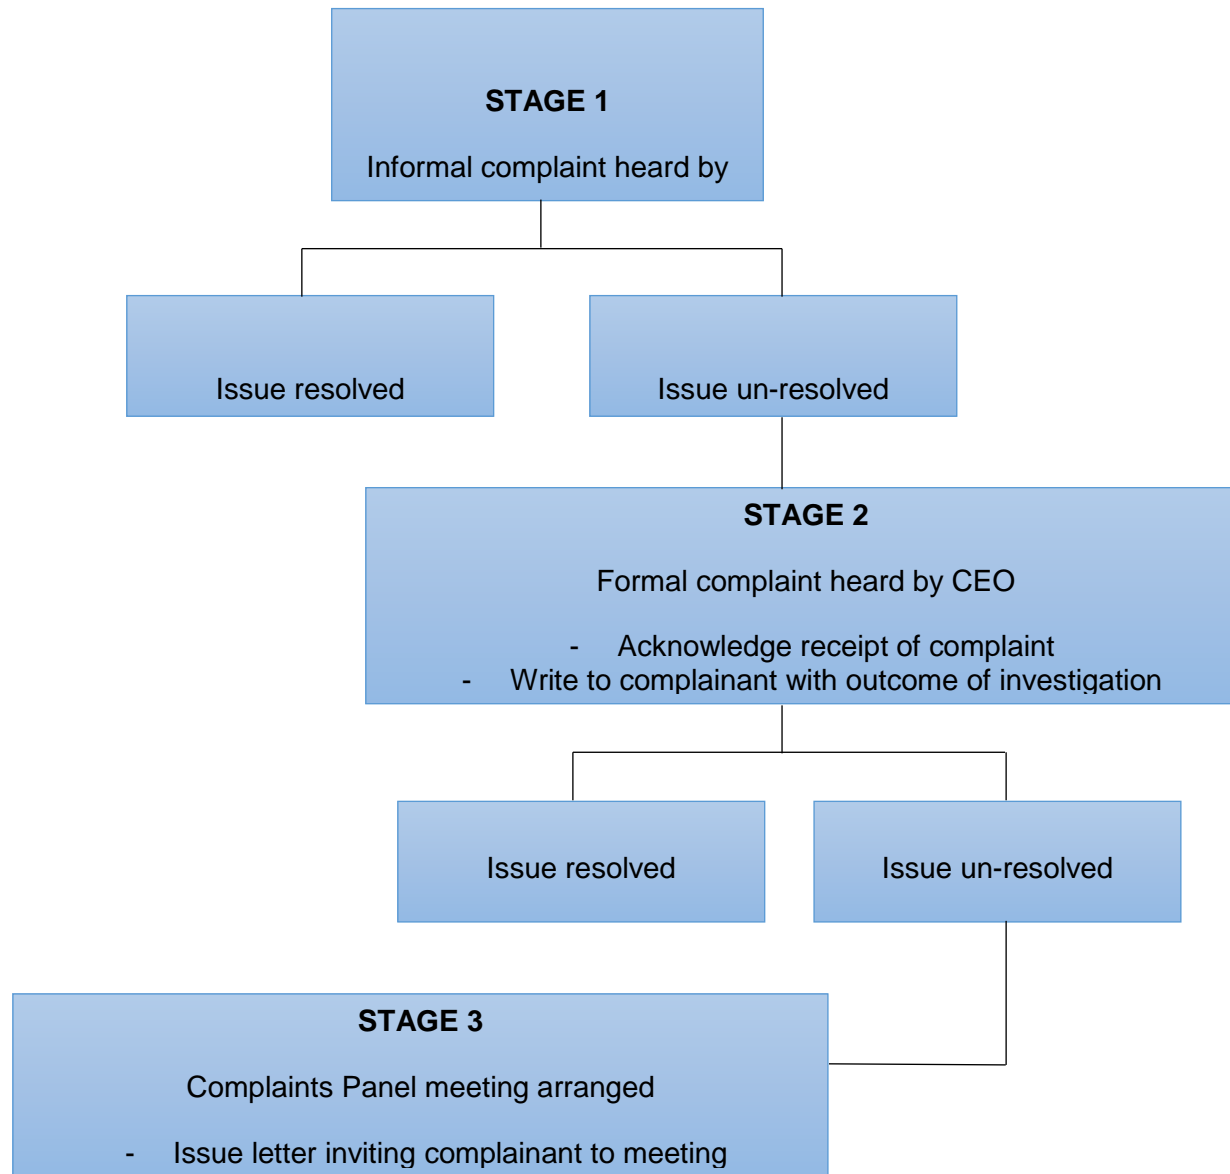 STAGE 1
Informal complaint heard by
Issue resolved
Issue un-resolved
STAGE 2
Formal complaint heard by CEO
- Acknowledge receipt of complaint
- Write to complainant with outcome of investigation
Issue resolved
Issue un-resolved
STAGE 3
Complaints Panel meeting arranged
- Issue letter inviting complainant to meeting